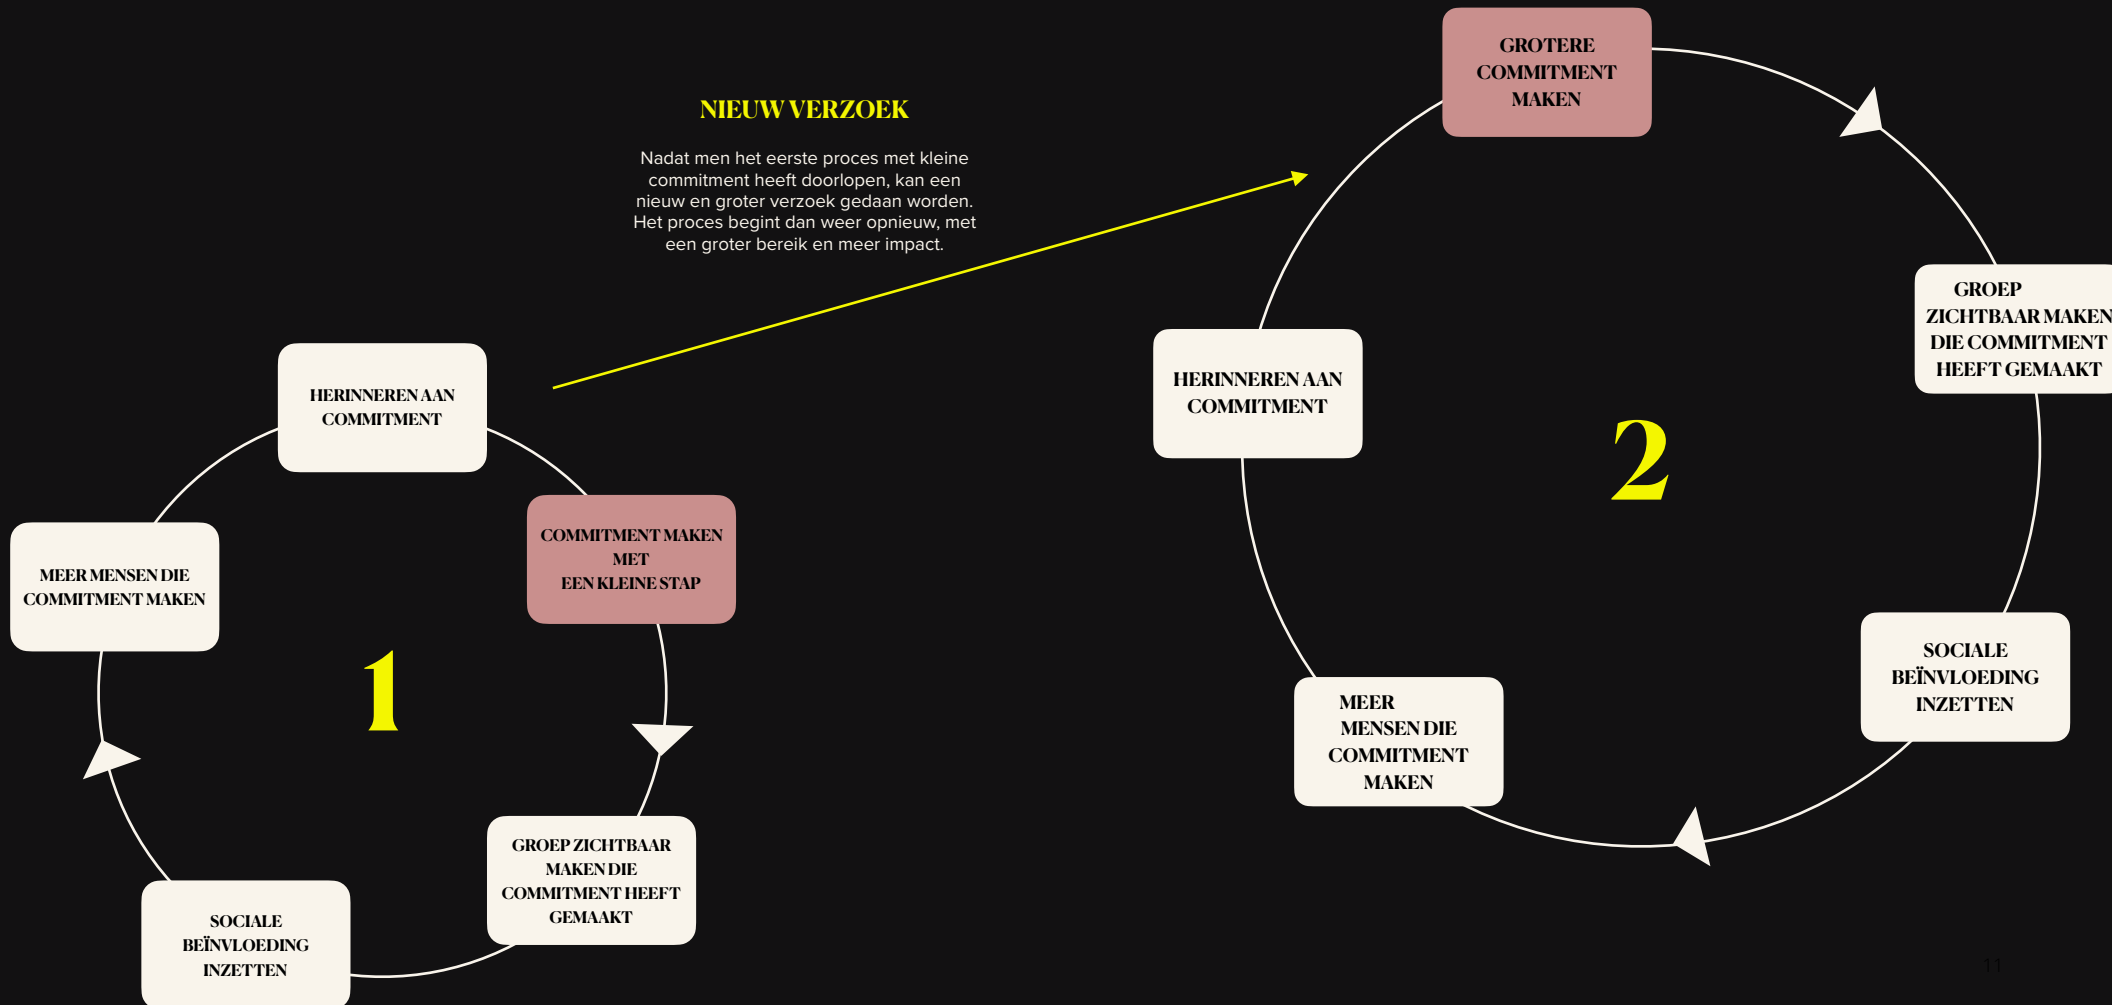 NIEUW VERZOEK
Nadat men het eerste proces met kleine
commitment heeft doorlopen, kan een
nieuw en groter verzoek gedaan worden.
Het proces begint dan weer opnieuw, met
een groter bereik en meer impact.
HERINNEREN AAN
COMMITMENT
COMMITMENT MAKEN
MET
EEN KLEINE STAP
GROEP ZICHTBAAR
MAKEN DIE
COMMITMENT HEEFT
GEMAAKT
SOCIALE
BEÏNVLOEDING
INZETTEN
MEER MENSEN DIE
COMMITMENT MAKEN
1
GROTERE
COMMITMENT
MAKEN
GROEP
ZICHTBAAR MAKEN
DIE COMMITMENT
HEEFT GEMAAKT
SOCIALE
BEÏNVLOEDING
INZETTEN
MEER
MENSEN DIE
COMMITMENT
MAKEN
HERINNEREN AAN
COMMITMENT
2
11